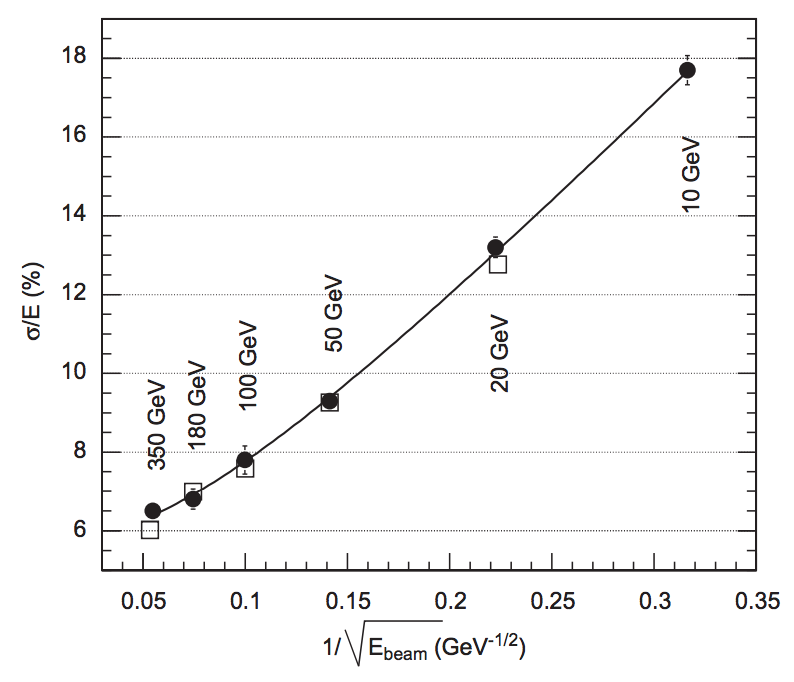 18
16
14
12
10
8
6
σ/E (%)
350 GeV
180 GeV
100 GeV
50 GeV
20 GeV
10 GeV
0.05 0.1 0.15 0.2 0.25 0.3 0.35
1/√E_beam (GeV^-1/2)